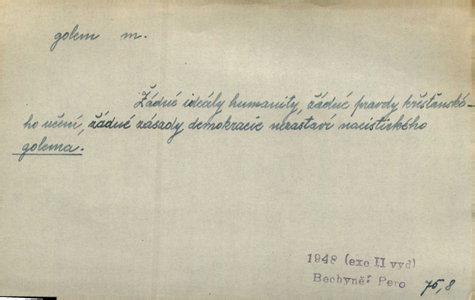 golem m.
Žádné ideály humanity, žádné pravdy křesťanské-
ho učení, žádné zásady demokracie nezastaví nacistického
golema.
1948 (exc II vyd)
Bechyně: Pero 75,8